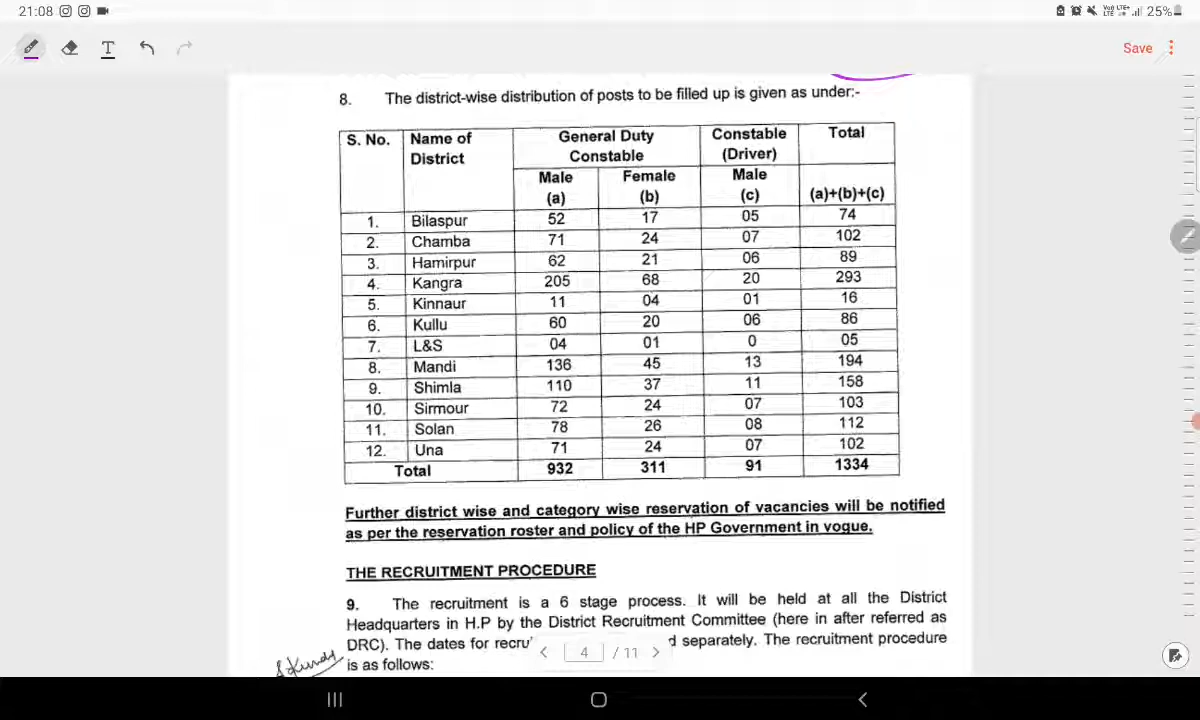 21:08
Vo) LTE+
LTE
25%
T
Save
8. The district-wise distribution of posts to be filled up is given as under:-
S. No. Name of District General Duty Constable Constable (Driver) Total
Male (a) Female (b) Male (c) (a)+(b)+(c)
1. Bilaspur 52 17 05 74
2. Chamba 71 24 07 102
3. Hamirpur 62 21 06 89
4. Kangra 205 68 20 293
5. Kinnaur 11 04 01 16
6. Kullu 60 20 06 86
7. L&S 04 01 0 05
8. Mandi 136 45 13 194
9. Shimla 110 37 11 158
10. Sirmour 72 24 07 103
11. Solan 78 26 08 112
12. Una 71 24 07 102
Total 932 311 91 1334
Further district wise and category wise reservation of vacancies will be notified
as per the reservation roster and policy of the HP Government in vogue.
THE RECRUITMENT PROCEDURE
9. The recruitment is a 6 stage process. It will be held at all the District
Headquarters in H.P by the District Recruitment Committee (here in after referred as
DRC). The dates for recru d separately. The recruitment procedure
is as follows:
4 / 11